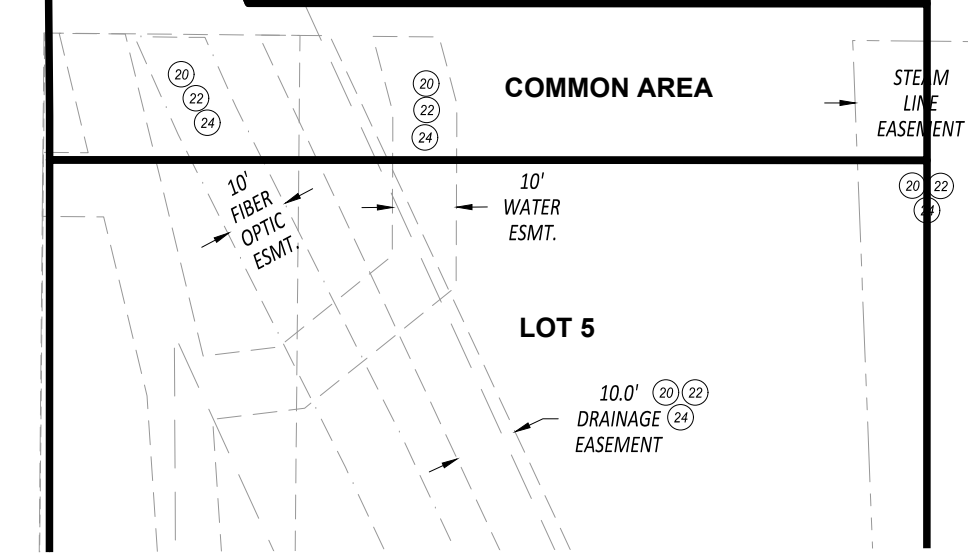 20
22
24
20
22
24
COMMON AREA
STEAM
LINE
EASEMENT
20 22
24
10'
FIBER
OPTIC
ESMT.
10'
WATER
ESMT.
LOT 5
10.0' 20 22
DRAINAGE 24
EASEMENT